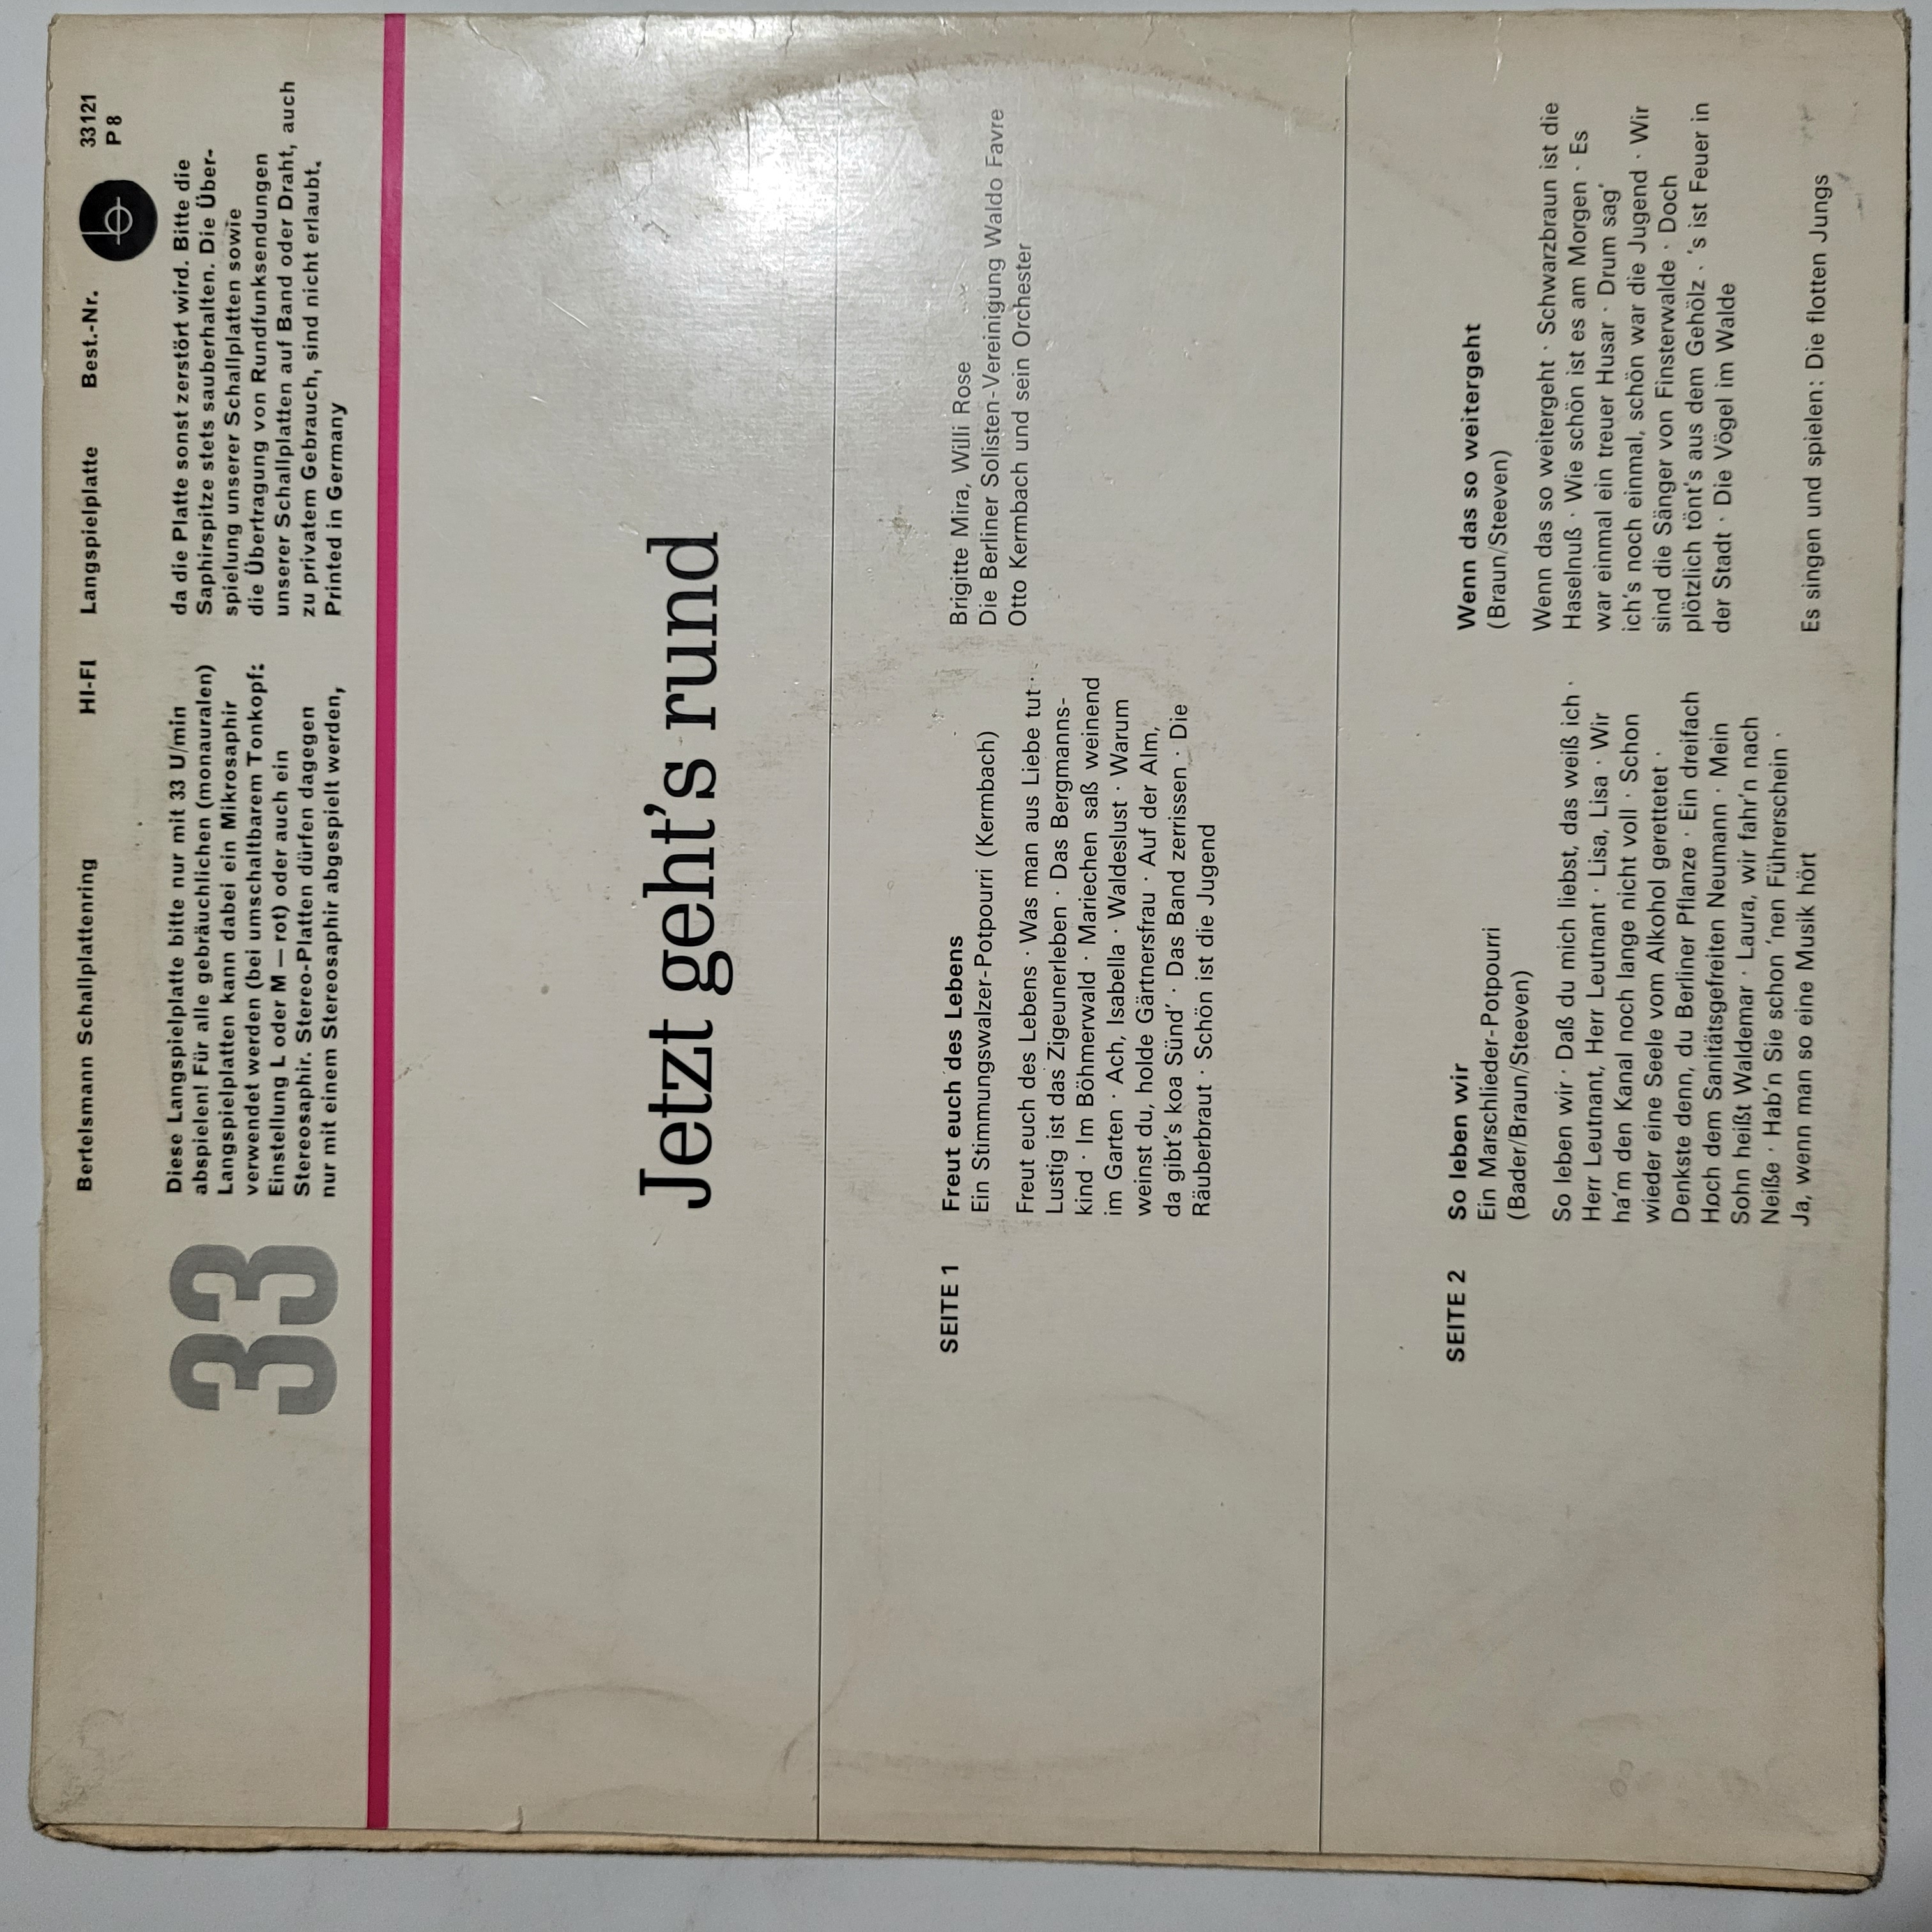 Bertelsmann Schallplattenring HI-FI Langspielplatte Best.-Nr. 33121
P 8
33
Diese Langspielplatte bitte nur mit 33 U/min
abspielen! Für alle gebräuchlichen (monauralen)
Langspielplatten kann dabei ein Mikrosaphir
verwendet werden (bei umschaltbarem Tonkopf:
Einstellung L oder M — rot) oder auch ein
Stereosaphir. Stereo-Platten dürfen dagegen
nur mit einem Stereosaphir abgespielt werden,
da die Platte sonst zerstört wird. Bitte die
Saphirspitze stets sauberhalten. Die Über-
spielung unserer Schallplatten sowie
die Übertragung von Rundfunksendungen
unserer Schallplatten auf Band oder Draht, auch
zu privatem Gebrauch, sind nicht erlaubt.
Printed in Germany
Jetzt geht's rund
SEITE 1
Freut euch des Lebens
Ein Stimmungswalzer-Potpourri (Kermbach)
Freut euch des Lebens · Was man aus Liebe tut ·
Lustig ist das Zigeunerleben · Das Bergmanns-
kind · Im Böhmerwald · Mariechen saß weinend
im Garten · Ach, Isabella · Waldeslust · Warum
weinst du, holde Gärtnersfrau · Auf der Alm,
da gibt's koa Sünd' · Das Band zerrissen · Die
Räuberbraut · Schön ist die Jugend
Brigitte Mira, Willi Rose
Die Berliner Solisten-Vereinigung Waldo Favre
Otto Kermbach und sein Orchester
SEITE 2
So leben wir
Ein Marschlieder-Potpourri
(Bader/Braun/Steeven)
So leben wir · Daß du mich liebst, das weiß ich ·
Herr Leutnant, Herr Leutnant · Lisa, Lisa · Wir
ha'm den Kanal noch lange nicht voll · Schon
wieder eine Seele vom Alkohol gerettetet ·
Denkste denn, du Berliner Pflanze · Ein dreifach
Hoch dem Sanitätsgefreiten Neumann · Mein
Sohn heißt Waldemar · Laura, wir fahr'n nach
Neiße · Hab'n Sie schon 'nen Führerschein ·
Ja, wenn man so eine Musik hört
Wenn das so weitergeht
(Braun/Steeven)
Wenn das so weitergeht · Schwarzbraun ist die
Haselnuß · Wie schön ist es am Morgen · Es
war einmal ein treuer Husar · Drum sag'
ich's noch einmal, schön war die Jugend · Wir
sind die Sänger von Finsterwalde · Doch
plötzlich tönt's aus dem Gehölz · 's ist Feuer in
der Stadt · Die Vögel im Walde
Es singen und spielen: Die flotten Jungs